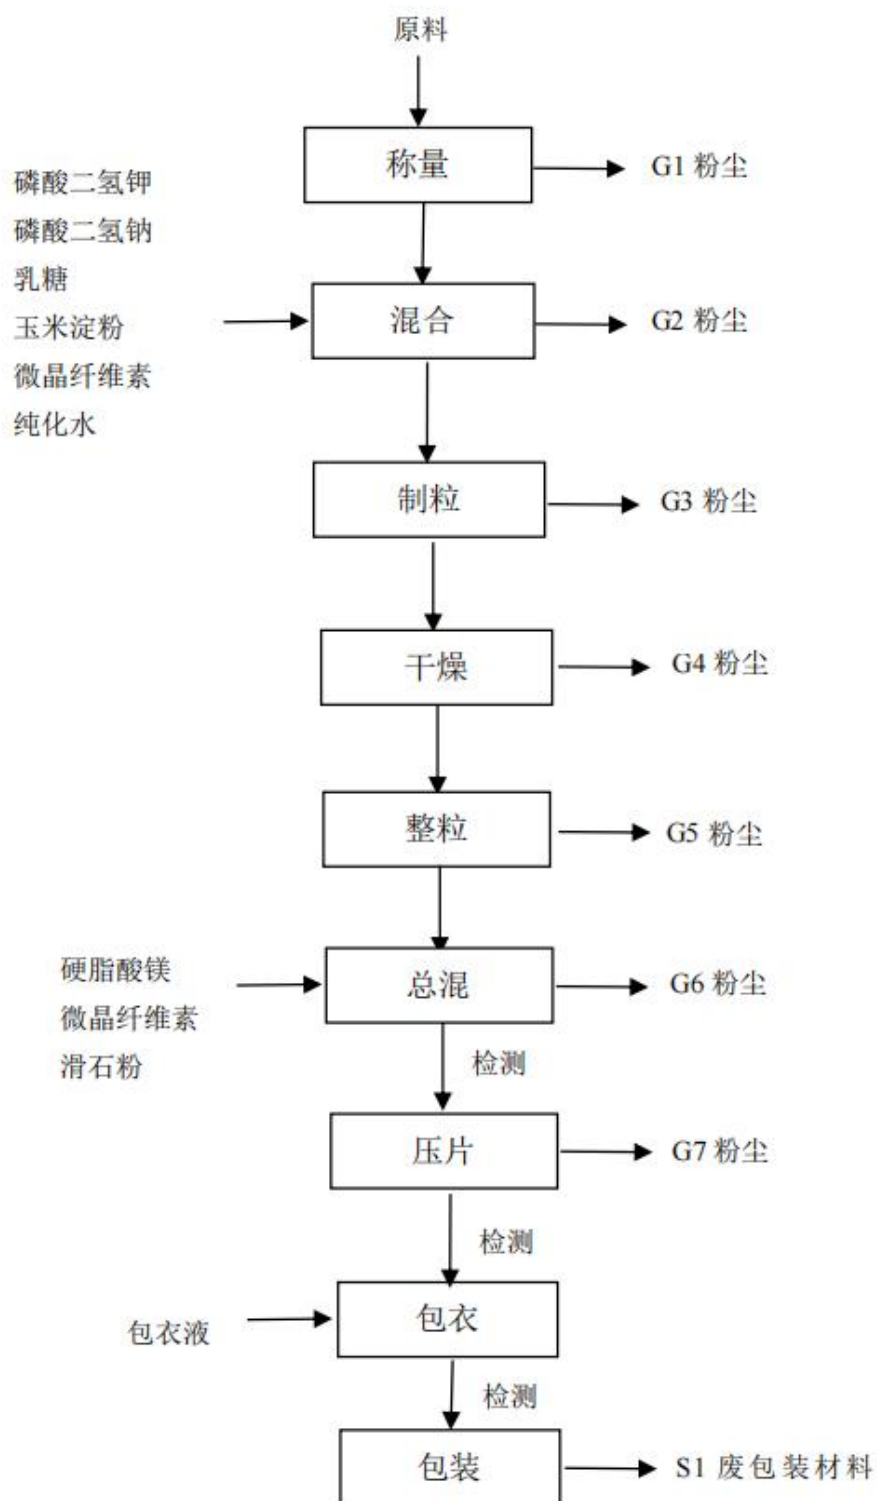 原料
称量
G1 粉尘
磷酸二氢钾
磷酸二氢钠
乳糖
玉米淀粉
微晶纤维素
纯化水
混合
G2 粉尘
制粒
G3 粉尘
干燥
G4 粉尘
整粒
G5 粉尘
硬脂酸镁
微晶纤维素
滑石粉
总混
G6 粉尘
检测
压片
G7 粉尘
检测
包衣液
包衣
检测
包装
S1 废包装材料